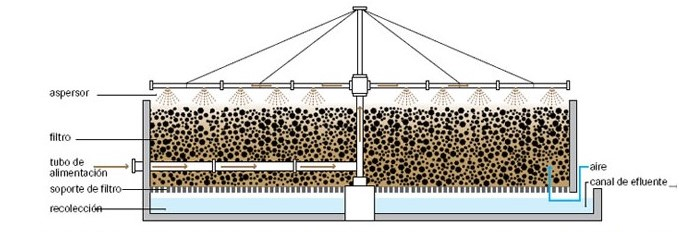 aspersor
filtro
tubo de
alimentación
soporte de filtro
recolección
aire
canal de efluente